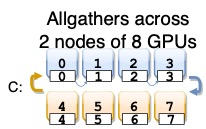 Allgathers across
2 nodes of 8 GPUs
0 1 2 3
0 1 2 3
C:
4 5 6 7
4 5 6 7